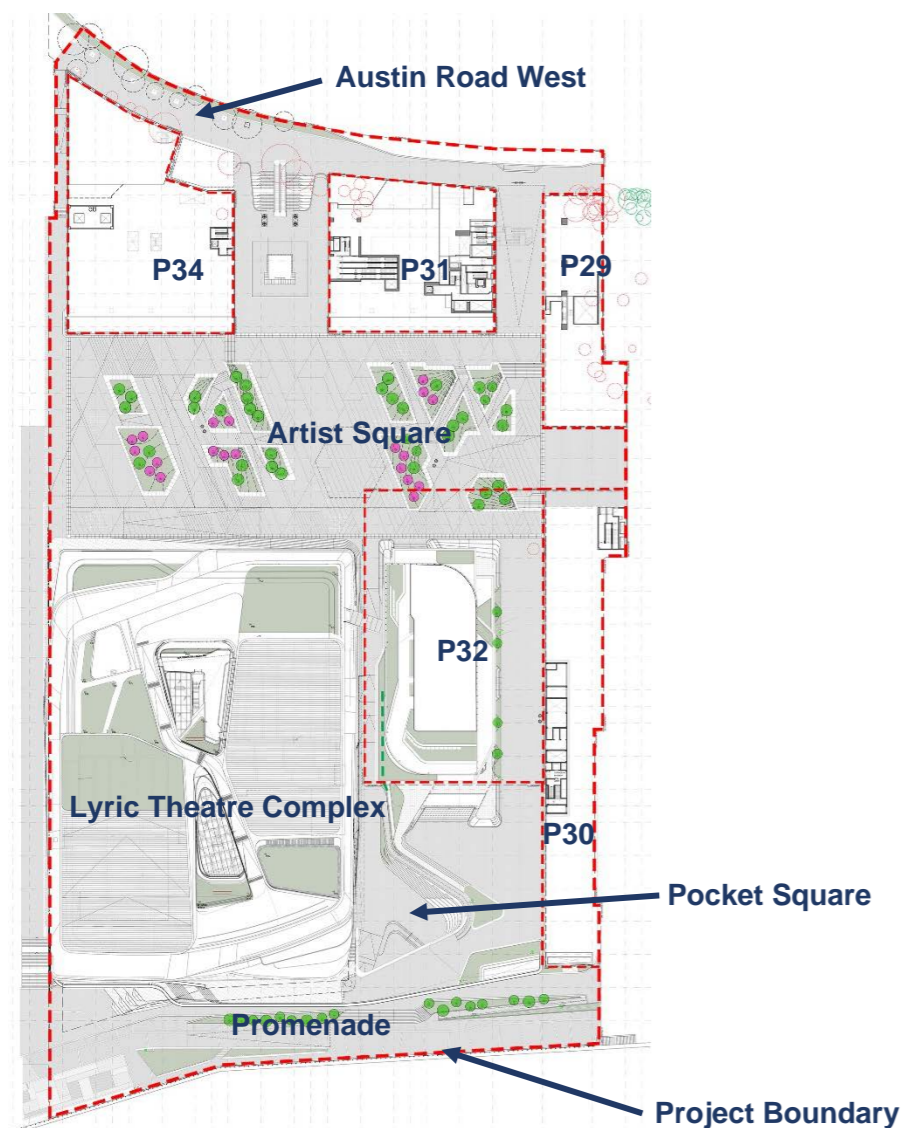 Austin Road West
P34
P31
P29
Artist Square
P32
Lyric Theatre Complex
P30
Pocket Square
Promenade
Project Boundary